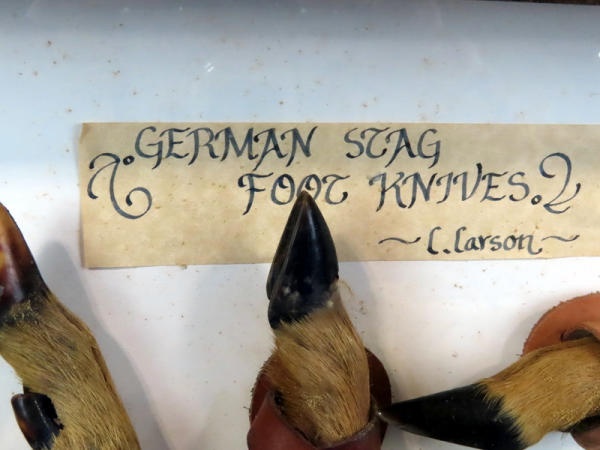 GERMAN STAG
FOOT KNIVES.
~ L. Larson ~